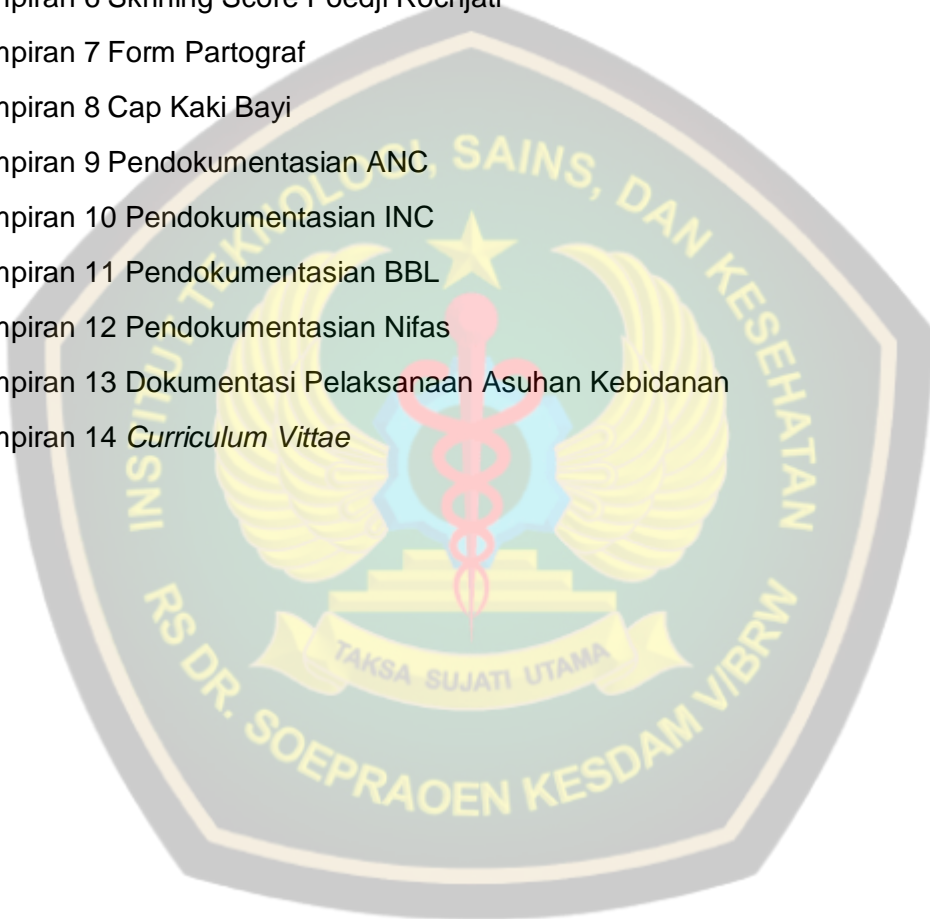 mpiran 6 Skrining Score Poedji Rochjati
mpiran 7 Form Partograf
mpiran 8 Cap Kaki Bayi
mpiran 9 Pendokumentasian ANC
mpiran 10 Pendokumentasian INC
mpiran 11 Pendokumentasian BBL
mpiran 12 Pendokumentasian Nifas
mpiran 13 Dokumentasi Pelaksanaan Asuhan Kebidanan
mpiran 14 Curriculum Vittae
INSTITUT TEKNOLOGI, SAINS, DAN KESEHATAN
TAKSA SUJATI UTAMA
RS DR. SOEPRAOEN KESDAM V/BRW